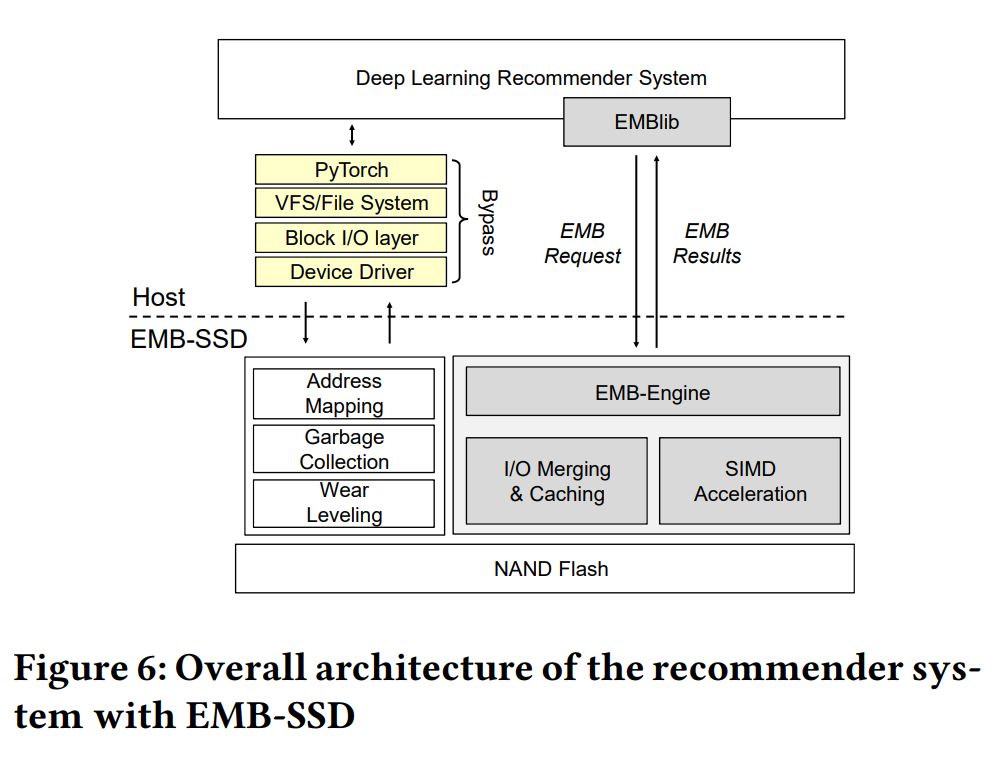 Deep Learning Recommender System
EMBlib
PyTorch
VFS/File System
Block I/O layer
Device Driver
Bypass
EMB
Request
EMB
Results
Host
EMB-SSD
Address
Mapping
Garbage
Collection
Wear
Leveling
EMB-Engine
I/O Merging
& Caching
SIMD
Acceleration
NAND Flash
Figure 6: Overall architecture of the recommender sys-
tem with EMB-SSD